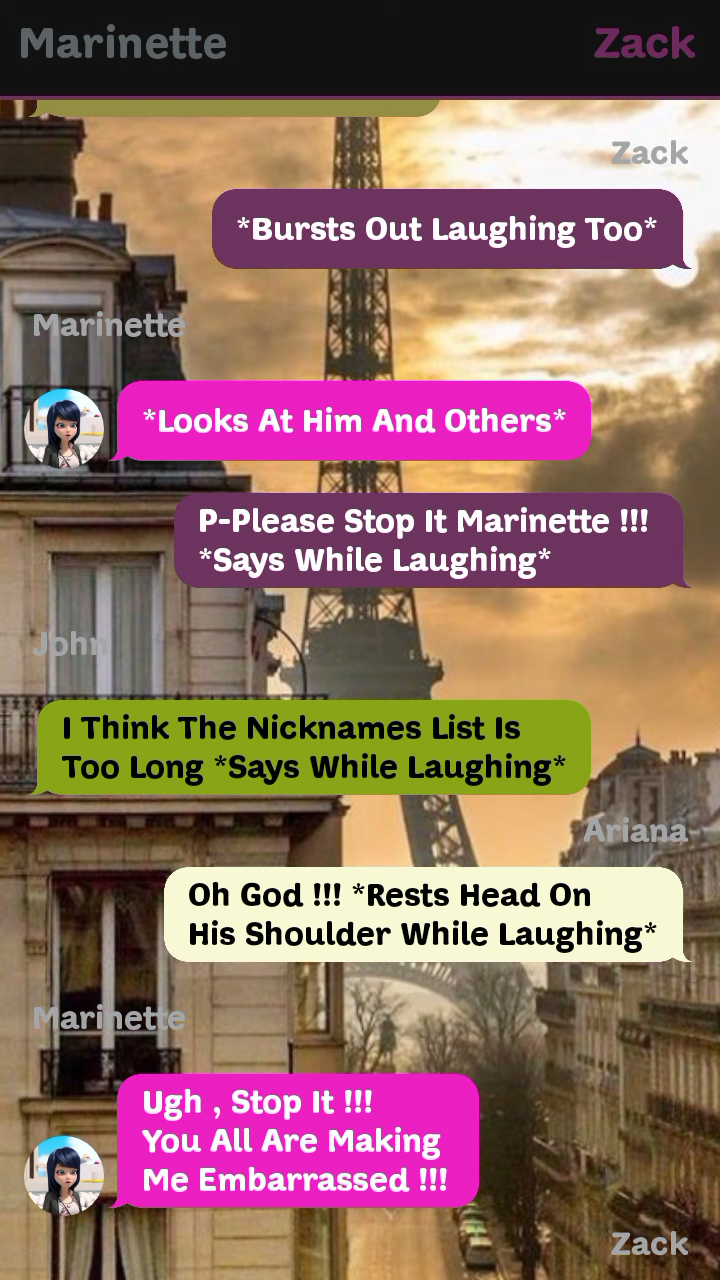 Marinette
Zack
Zack
*Bursts Out Laughing Too*
Marinette
*Looks At Him And Others*
P-Please Stop It Marinette !!!
*Says While Laughing*
John
I Think The Nicknames List Is
Too Long *Says While Laughing*
Ariana
Oh God !!! *Rests Head On
His Shoulder While Laughing*
Marinette
Ugh , Stop It !!!
You All Are Making
Me Embarrassed !!!
Zack